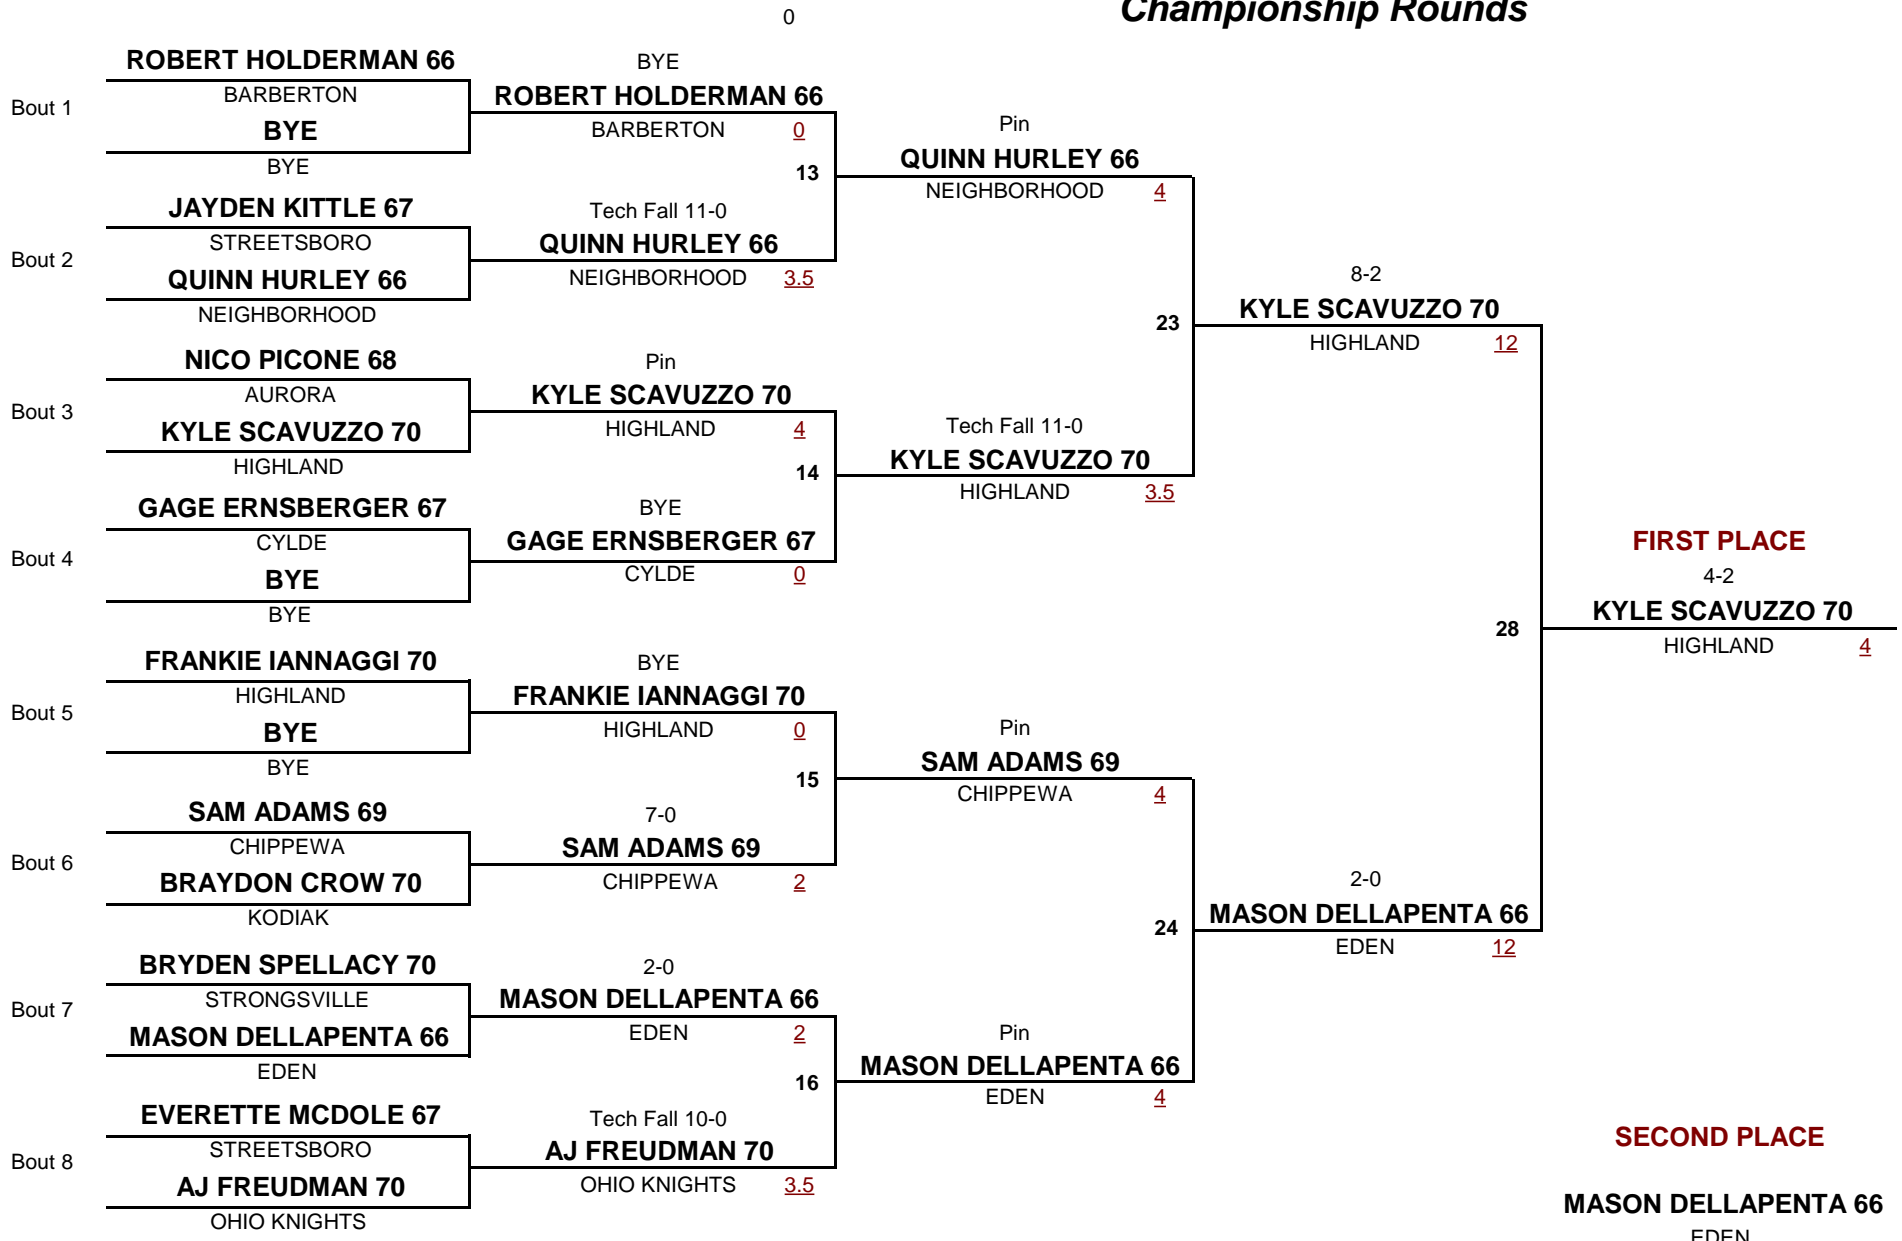 Championship Rounds
0
ROBERT HOLDERMAN 66
BARBERTON
Bout 1
BYE
BYE
JAYDEN KITTLE 67
STREETSBORO
Bout 2
QUINN HURLEY 66
NEIGHBORHOOD
NICO PICONE 68
AURORA
Bout 3
KYLE SCAVUZZO 70
HIGHLAND
GAGE ERNSBERGER 67
CYLDE
Bout 4
BYE
BYE
FRANKIE IANNAGGI 70
HIGHLAND
Bout 5
BYE
BYE
SAM ADAMS 69
CHIPPEWA
Bout 6
BRAYDON CROW 70
KODIAK
BRYDEN SPELLACY 70
STRONGSVILLE
Bout 7
MASON DELLAPENTA 66
EDEN
EVERETTE MCDOLE 67
STREETSBORO
Bout 8
AJ FREUDMAN 70
OHIO KNIGHTS
BYE
ROBERT HOLDERMAN 66
BARBERTON 0
13
Tech Fall 11-0
QUINN HURLEY 66
NEIGHBORHOOD 3.5
Pin
KYLE SCAVUZZO 70
HIGHLAND 4
14
BYE
GAGE ERNSBERGER 67
CYLDE 0
BYE
FRANKIE IANNAGGI 70
HIGHLAND 0
15
7-0
SAM ADAMS 69
CHIPPEWA 2
2-0
MASON DELLAPENTA 66
EDEN 2
16
Tech Fall 10-0
AJ FREUDMAN 70
OHIO KNIGHTS 3.5
Pin
QUINN HURLEY 66
NEIGHBORHOOD 4
23
Tech Fall 11-0
KYLE SCAVUZZO 70
HIGHLAND 3.5
Pin
SAM ADAMS 69
CHIPPEWA 4
24
Pin
MASON DELLAPENTA 66
EDEN 4
8-2
KYLE SCAVUZZO 70
HIGHLAND 12
28
2-0
MASON DELLAPENTA 66
EDEN 12
FIRST PLACE
4-2
KYLE SCAVUZZO 70
HIGHLAND 4
SECOND PLACE
MASON DELLAPENTA 66
EDEN